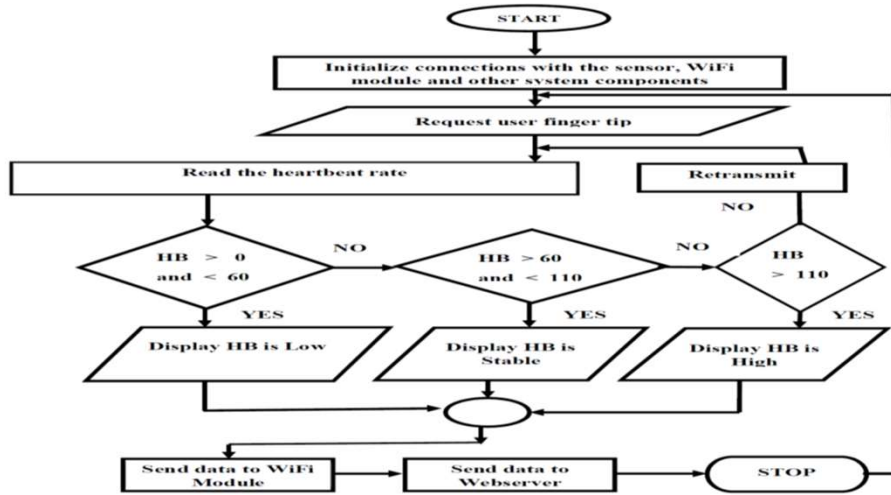 START
Initialize connections with the sensor, WiFi
module and other system components
Request user finger tip
Read the heartbeat rate
Retransmit
NO
HB > 0
and < 60
NO
HB > 60
and < 110
NO
HB
> 110
YES
YES
YES
Display HB is Low
Display HB is
Stable
Display HB is
High
Send data to WiFi
Module
Send data to
Webserver
STOP